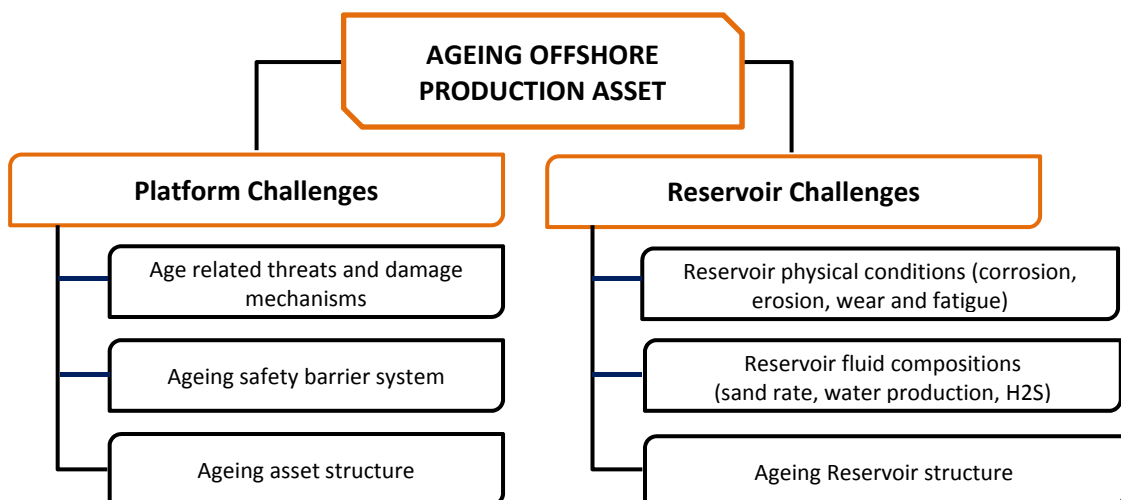 AGEING OFFSHORE
PRODUCTION ASSET
Platform Challenges
Age related threats and damage
mechanisms
Ageing safety barrier system
Ageing asset structure
Reservoir Challenges
Reservoir physical conditions (corrosion,
erosion, wear and fatigue)
Reservoir fluid compositions
(sand rate, water production, H2S)
Ageing Reservoir structure